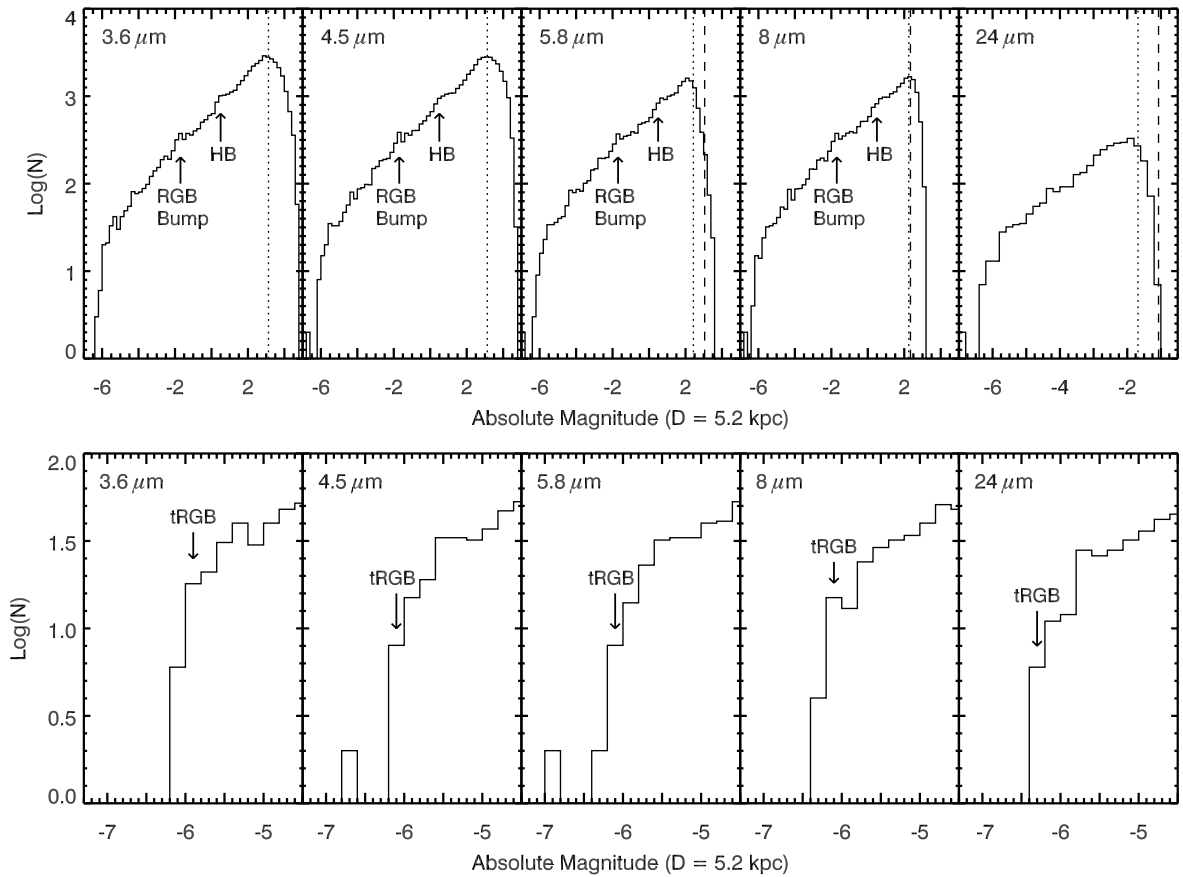 3.6 μm
4.5 μm
5.8 μm
8 μm
24 μm
Log(N)
4
3
2
1
0
HB
RGB
Bump
HB
RGB
Bump
HB
RGB
Bump
HB
RGB
Bump
-6 -2 2
-6 -2 2
-6 -2 2
-6 -2 2
-6 -4 -2
Absolute Magnitude (D = 5.2 kpc)
3.6 μm
4.5 μm
5.8 μm
8 μm
24 μm
Log(N)
2.0
1.5
1.0
0.5
0.0
tRGB
tRGB
tRGB
tRGB
tRGB
-7 -6 -5
-7 -6 -5
-7 -6 -5
-7 -6 -5
-7 -6 -5
Absolute Magnitude (D = 5.2 kpc)